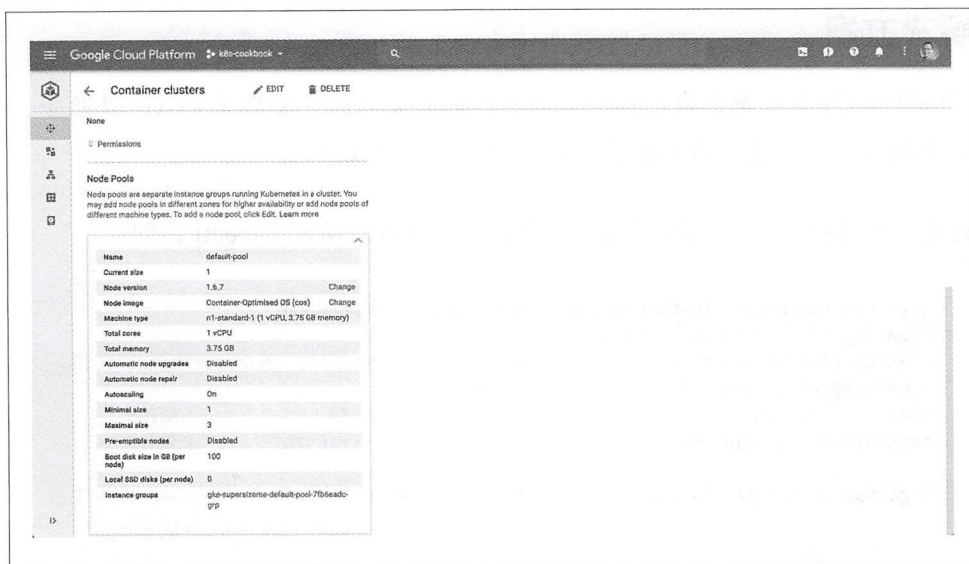 Google Cloud Platform k8s-cookbook
Container clusters EDIT DELETE
None
Permissions
Node Pools
Node pools are separate instance groups running Kubernetes in a cluster. You
may add node pools in different zones for higher availability or add node pools of
different machine types. To add a node pool, click Edit. Learn more
Name default-pool
Current size 1
Node version 1.6.7 Change
Node image Container-Optimised OS (cos) Change
Machine type n1-standard-1 (1 vCPU, 3.75 GB memory)
Total cores 1 vCPU
Total memory 3.75 GB
Automatic node upgrades Disabled
Automatic node repair Disabled
Autoscaling On
Minimal size 1
Maximal size 3
Pre-emptible nodes Disabled
Boot disk size in GB (per 100
node)
Local SSD disks (per node) 0
Instance groups gke-supersizeme-default-pool-7fb6eadc-
grp